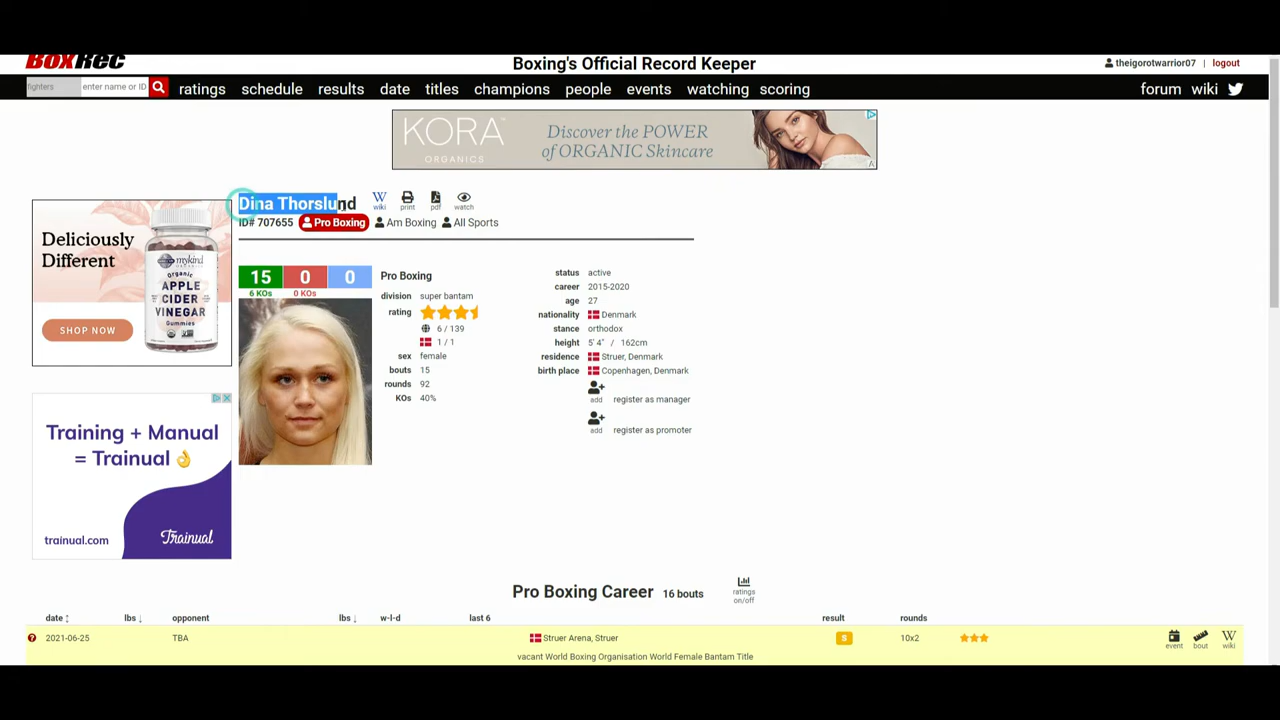 BoxRec
Boxing's Official Record Keeper
theigorotwarrior07 | logout
fighters enter name or ID
ratings schedule results date titles champions people events watching scoring forum wiki
KORA
ORGANICS
Discover the POWER
of ORGANIC Skincare
Dina Thorslund
wiki print pdf watch
ID# 707655 Pro Boxing Am Boxing All Sports
Deliciously
Different
mykind
ORGANICS
Organic
APPLE
CIDER
VINEGAR
Gummies
SHOP NOW
15 0 0
6 KOs 0 KOs
Pro Boxing
division super bantam
rating
6 / 139
1 / 1
sex female
bouts 15
rounds 92
KOs 40%
status active
career 2015-2020
age 27
nationality Denmark
stance orthodox
height 5' 4" / 162cm
residence Struer, Denmark
birth place Copenhagen, Denmark
add register as manager
add register as promoter
Training + Manual
= Trainual
trainual.com Trainual
Pro Boxing Career 16 bouts
ratings
on/off
date lbs opponent lbs w-l-d last 6 result rounds
2021-06-25 TBA Struer Arena, Struer S 10x2
event bout wiki
vacant World Boxing Organisation World Female Bantam Title